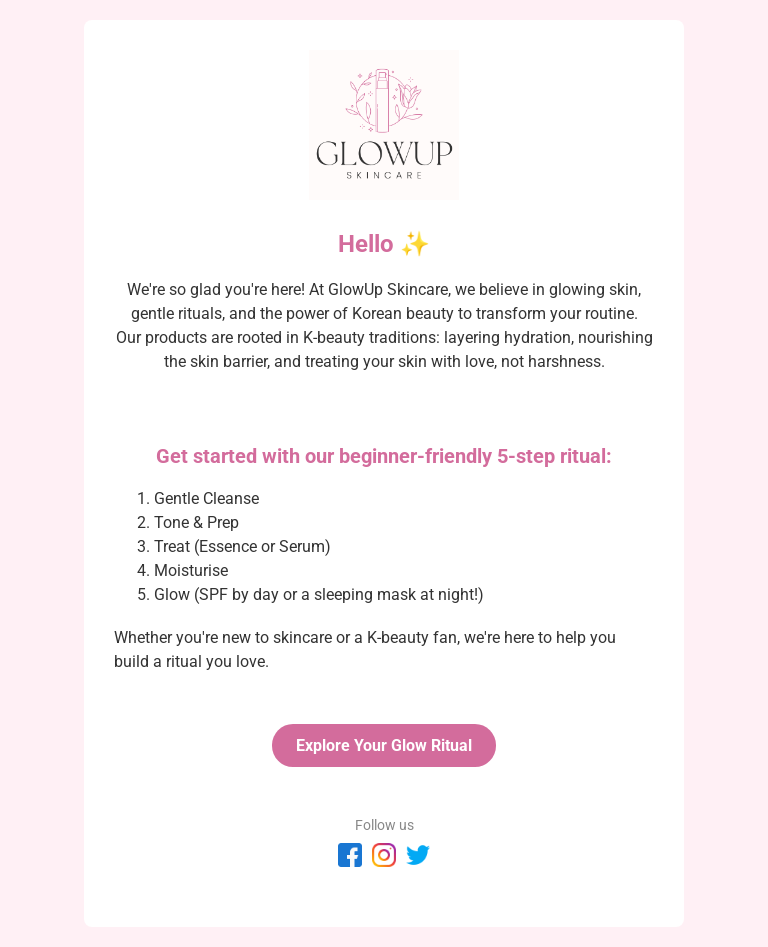 GLOWUP
SKINCARE
Hello ✨
We're so glad you're here! At GlowUp Skincare, we believe in glowing skin,
gentle rituals, and the power of Korean beauty to transform your routine.
Our products are rooted in K-beauty traditions: layering hydration, nourishing
the skin barrier, and treating your skin with love, not harshness.
Get started with our beginner-friendly 5-step ritual:
1. Gentle Cleanse
2. Tone & Prep
3. Treat (Essence or Serum)
4. Moisturise
5. Glow (SPF by day or a sleeping mask at night!)
Whether you're new to skincare or a K-beauty fan, we're here to help you
build a ritual you love.
Explore Your Glow Ritual
Follow us